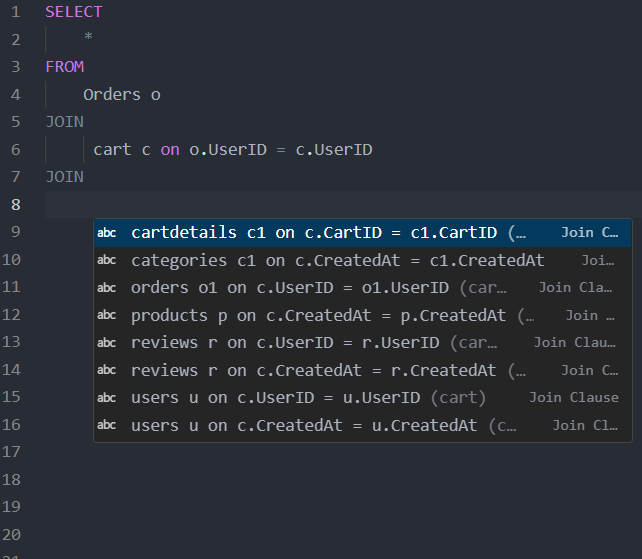 1 SELECT
2 *
3 FROM
4 Orders o
5 JOIN
6 cart c on o.UserID = c.UserID
7 JOIN
8
9 abc cartdetails c1 on c.CartID = c1.CartID (… Join C…
10 abc categories c1 on c.CreatedAt = c1.CreatedAt Joi…
11 abc orders o1 on c.UserID = o1.UserID (car… Join Cla…
12 abc products p on c.CreatedAt = p.CreatedAt (… Join …
13 abc reviews r on c.UserID = r.UserID (car… Join Clau…
14 abc reviews r on c.CreatedAt = r.CreatedAt (… Join C…
15 abc users u on c.UserID = u.UserID (cart) Join Clause
16 abc users u on c.CreatedAt = u.CreatedAt (c… Join Cl…
17
18
19
20
21